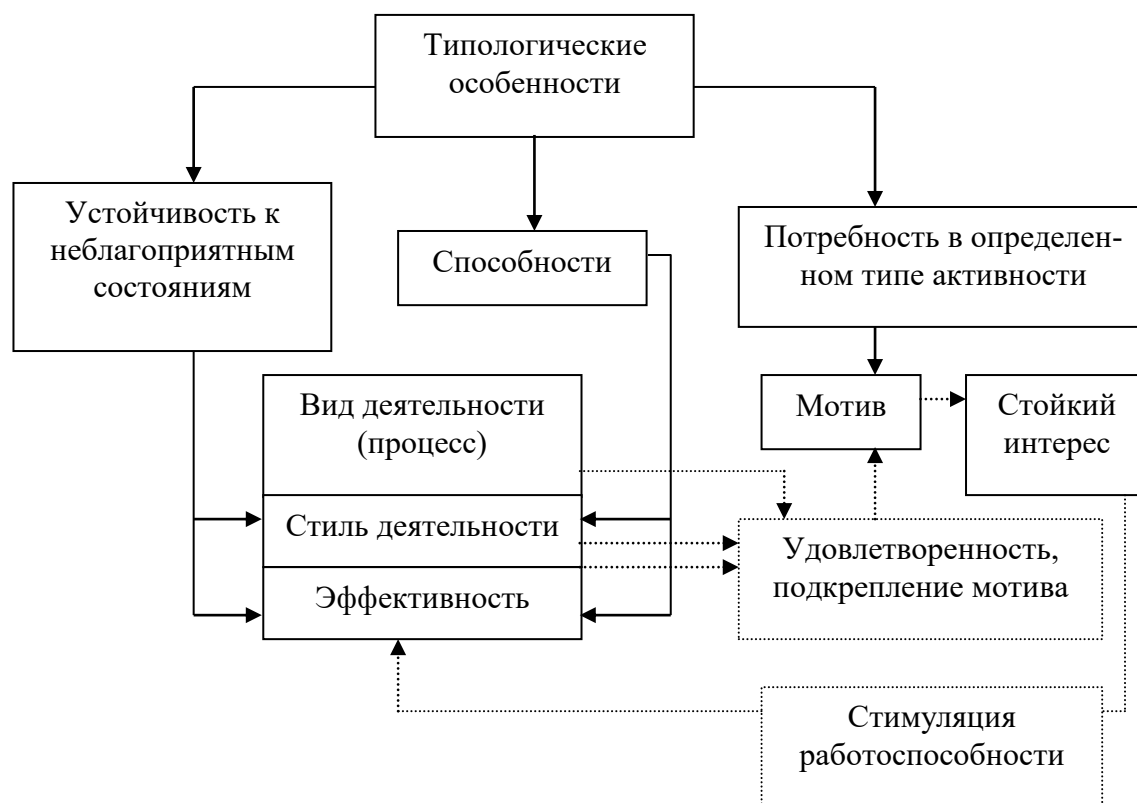 Типологические
особенности
Устойчивость к
неблагоприятным
состояниям
Способности
Потребность в определен-
ном типе активности
Вид деятельности
(процесс)
Мотив
Стойкий
интерес
Стиль деятельности
Удовлетворенность,
подкрепление мотива
Эффективность
Стимуляция
работоспособности